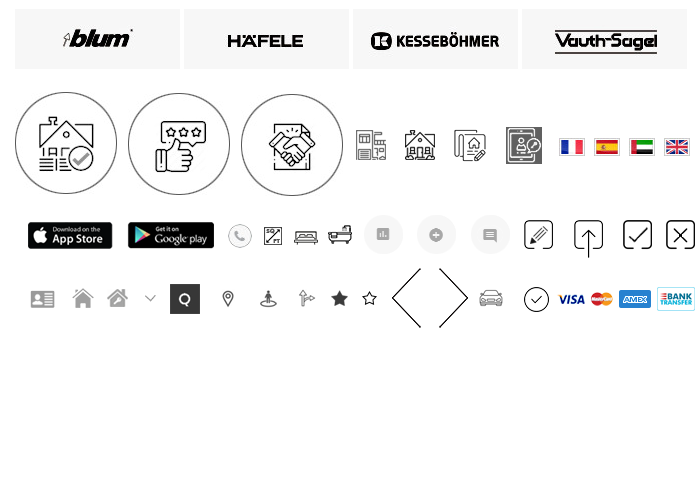 blum
HÄFELE
KESSEBÖHMER
Vauth-Sagel
Download on the
App Store
Get it on
Google play
SQ
FT
VISA
MasterCard
AMEX
BANK
TRANSFER